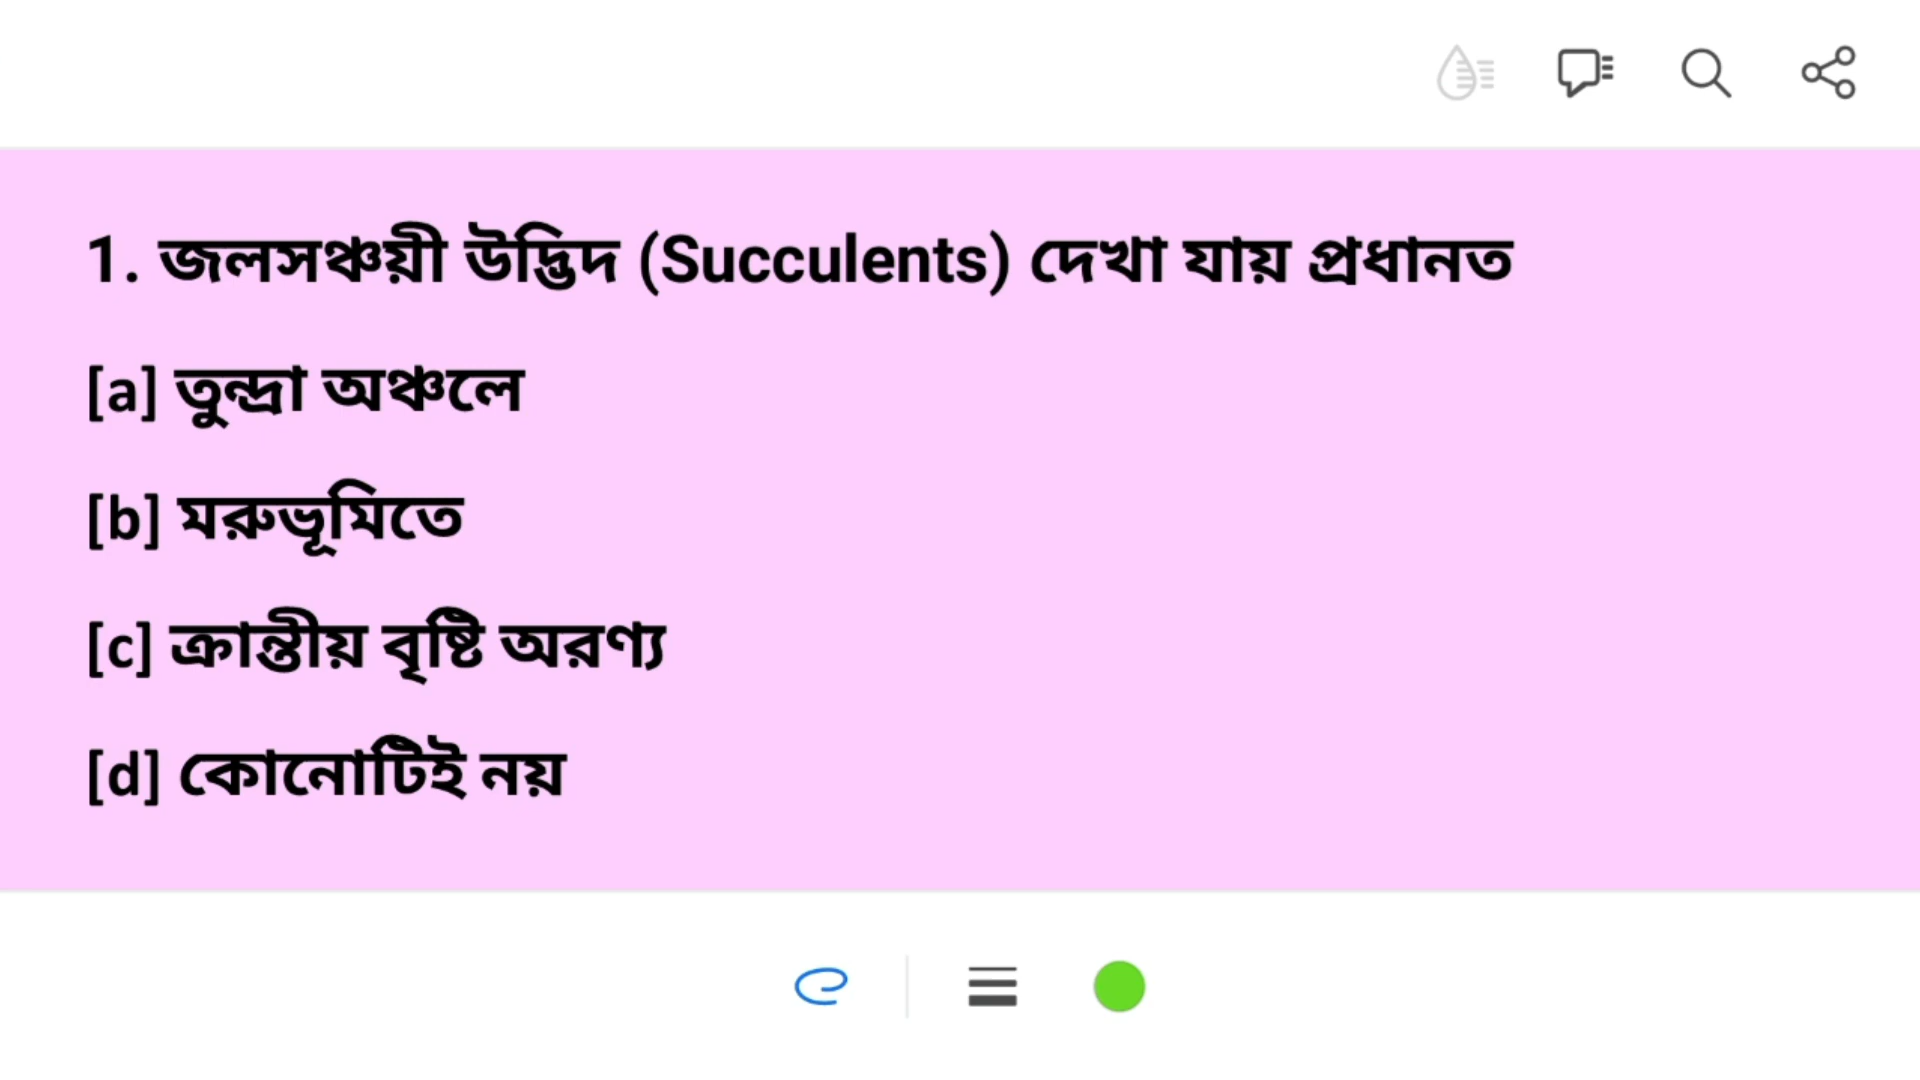 1. জলসঞ্চয়ী উদ্ভিদ (Succulents) দেখা যায় প্রধানত
[a] তুন্দ্রা অঞ্চলে
[b] মরুভূমিতে
[c] ক্রান্তীয় বৃষ্টি অরণ্য
[d] কোনোটিই নয়